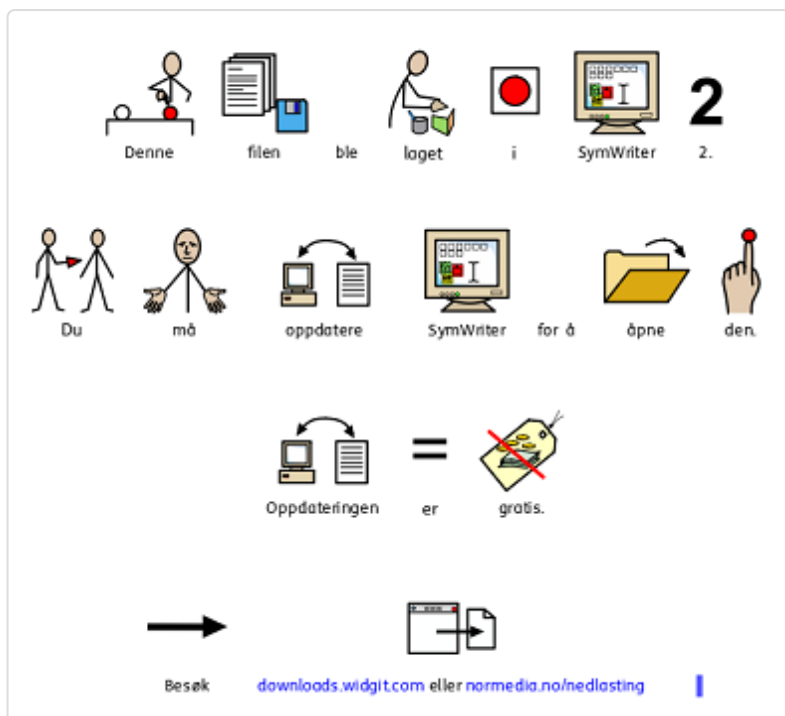 2
Denne filen ble laget i SymWriter 2.
Du må oppdatere SymWriter for å åpne den.
=
Oppdateringen er gratis.
Besøk downloads.widgit.com eller normedia.no/nedlasting